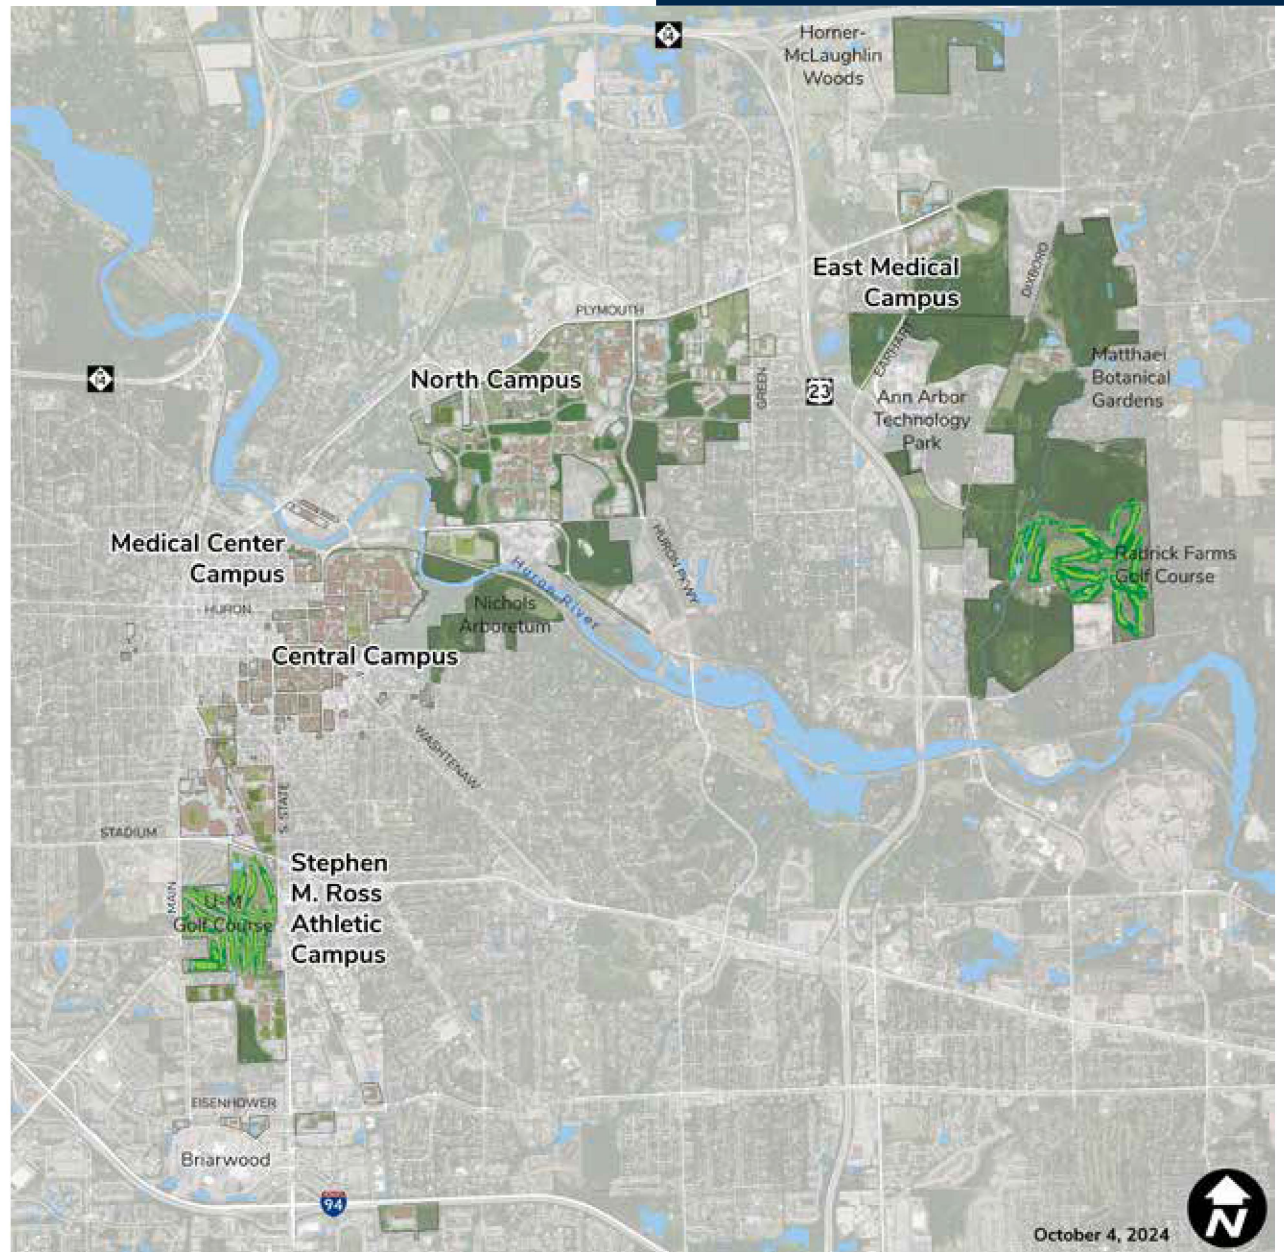 14
Horner-
McLaughlin
Woods
East Medical
Campus
DIXBORO
PLYMOUTH
EARHART
Matthaei
Botanical
Gardens
14
North Campus
GREEN
23
Ann Arbor
Technology
Park
Medical Center
Campus
HURON PKWY
Radrick Farms
Golf Course
Huron River
HURON
Nichols
Arboretum
Central Campus
WASHTENAW
S. STATE
STADIUM
Stephen
M. Ross
Athletic
Campus
MAIN
U-M
Golf Course
EISENHOWER
Briarwood
94
N
October 4, 2024